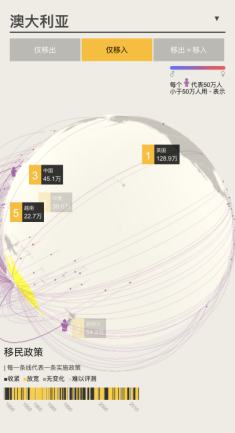 澳大利亚
▼
仅移出
仅移入
移出+移入
每个 代表50万人
小于50万人用 · 表示
1
英国
128.9万
3
中国
45.1万
5
越南
22.7万
移民政策
| 每一条线代表一条实施政策
■收紧 ■放宽 ■无变化 ■难以评测